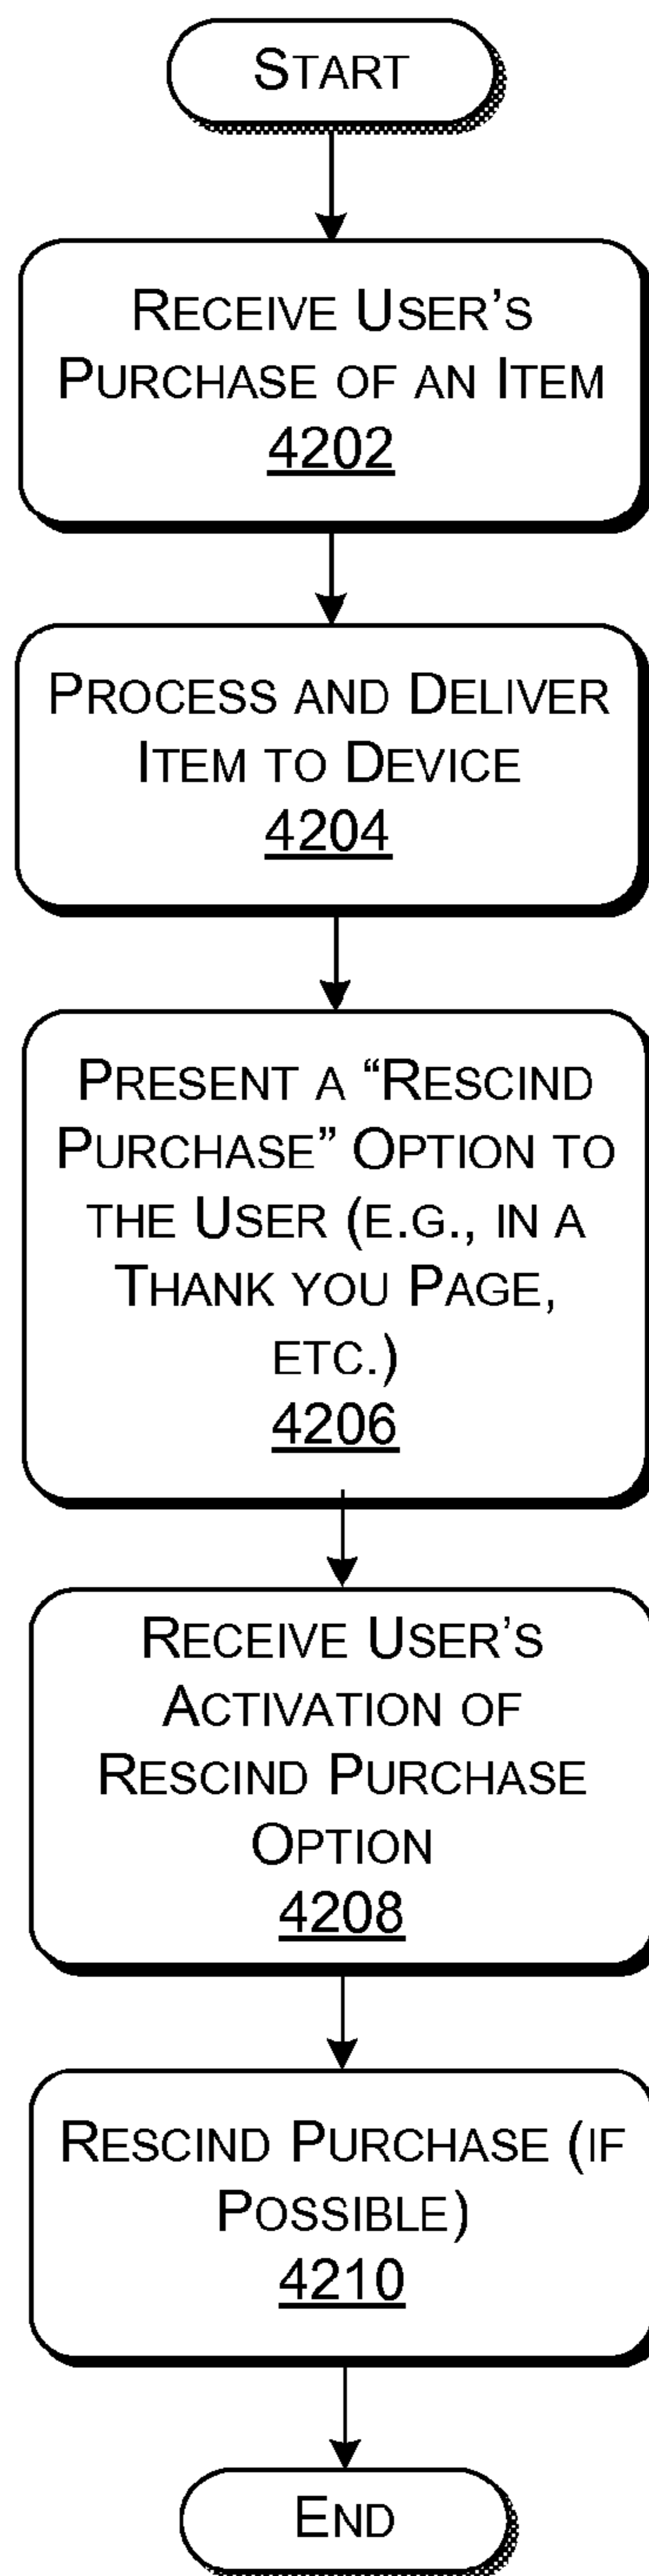 START
RECEIVE USER'S
PURCHASE OF AN ITEM
4202
PROCESS AND DELIVER
ITEM TO DEVICE
4204
PRESENT A “RESCIND
PURCHASE” OPTION TO
THE USER (E.G., IN A
THANK YOU PAGE,
ETC.)
4206
RECEIVE USER'S
ACTIVATION OF
RESCIND PURCHASE
OPTION
4208
RESCIND PURCHASE (IF
POSSIBLE)
4210
END